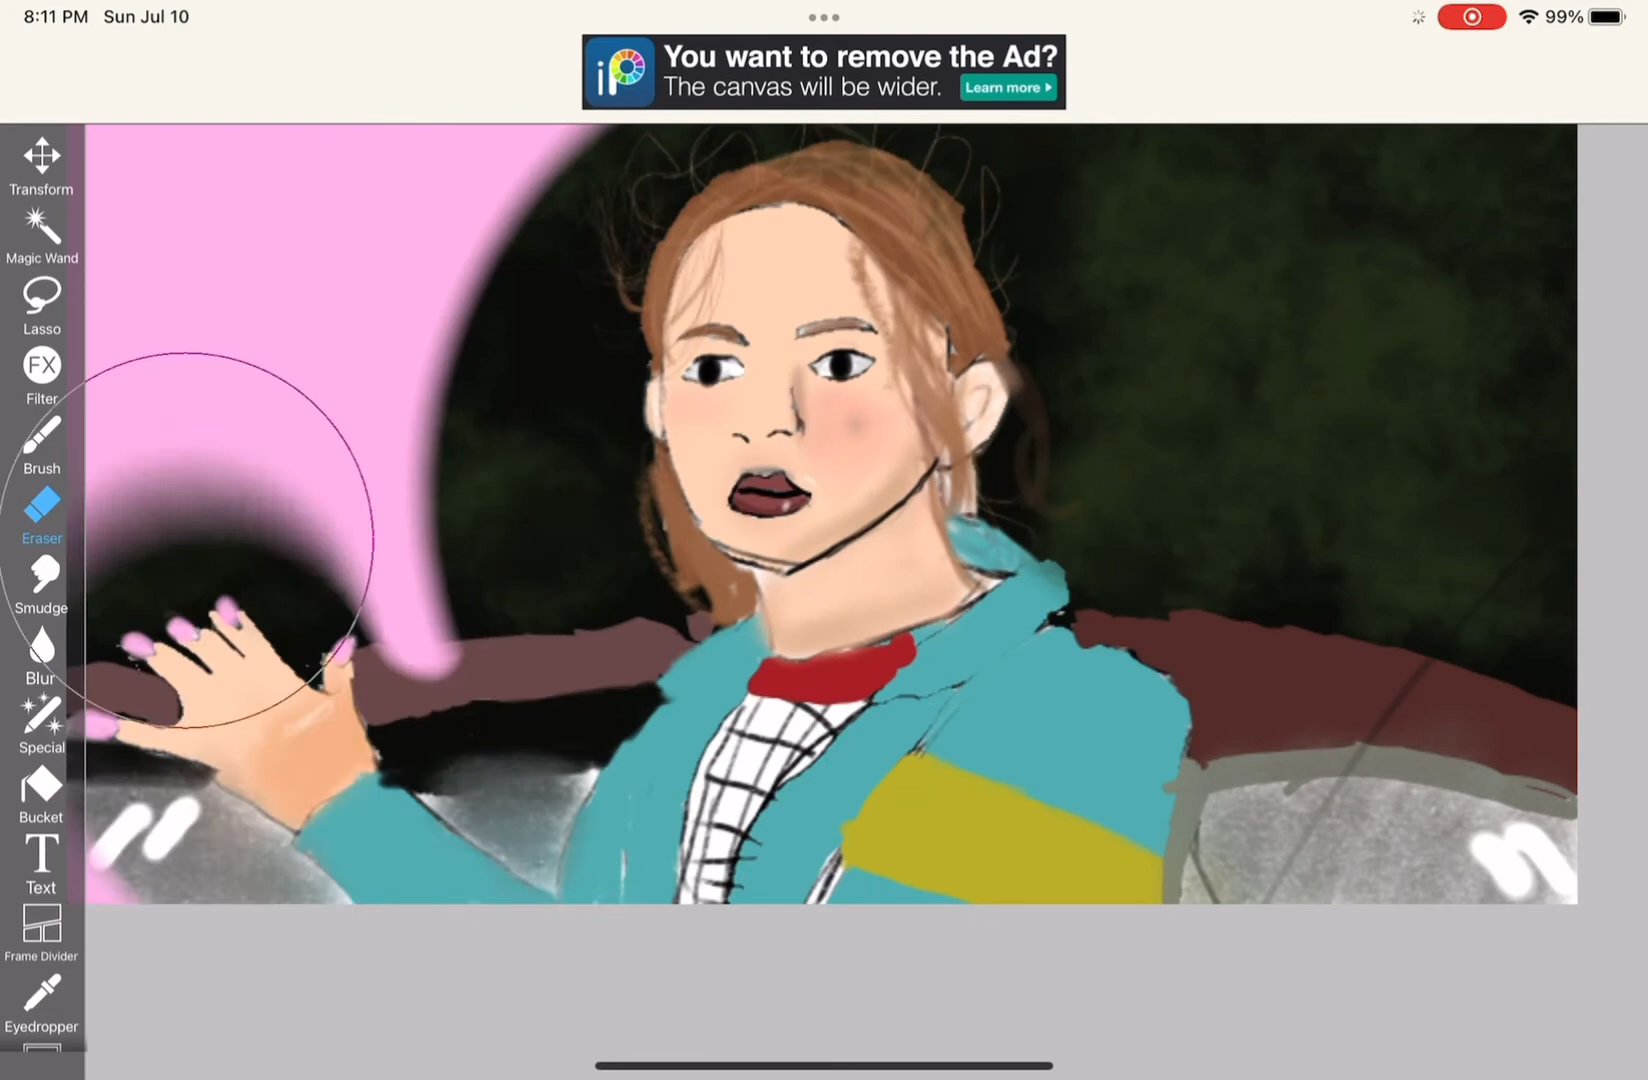 8:11 PM Sun Jul 10
99%
iP
You want to remove the Ad?
The canvas will be wider.
Learn more
Transform
Magic Wand
Lasso
FX
Filter
Brush
Eraser
Smudge
Blur
Special
Bucket
T
Text
Frame Divider
Eyedropper